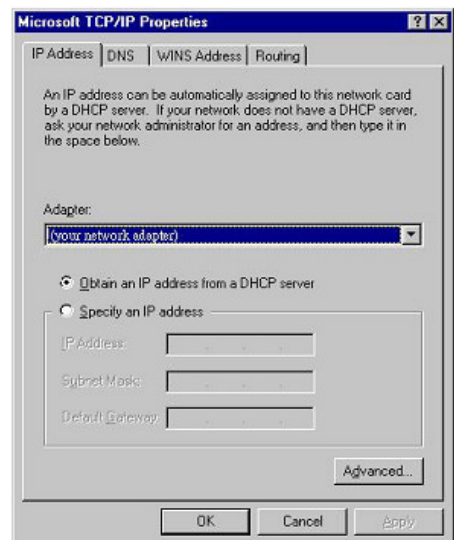 Microsoft TCP/IP Properties
IP Address
DNS
WINS Address
Routing
An IP address can be automatically assigned to this network card
by a DHCP server. If your network does not have a DHCP server,
ask your network administrator for an address, and then type it in
the space below.
Adapter:
(your network adapter)
Obtain an IP address from a DHCP server
Specify an IP address
IP Address:
Subnet Mask:
Default Gateway:
Advanced...
OK
Cancel
Apply